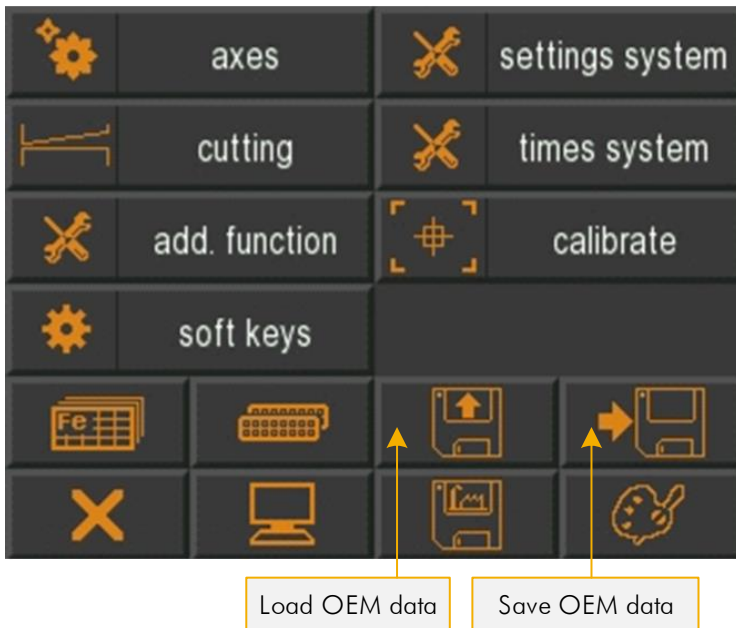 axes
settings system
cutting
times system
add. function
calibrate
soft keys
Fe
Load OEM data
Save OEM data